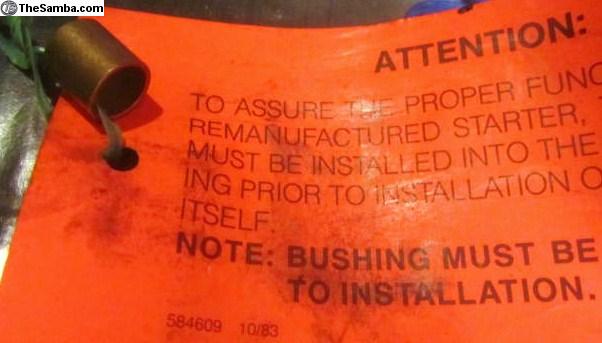 TheSamba.com
ATTENTION:
TO ASSURE THE PROPER FUNC
REMANUFACTURED STARTER,
MUST BE INSTALLED INTO THE
ING PRIOR TO INSTALLATION O
ITSELF.
NOTE: BUSHING MUST BE
TO INSTALLATION.
584609 10/83